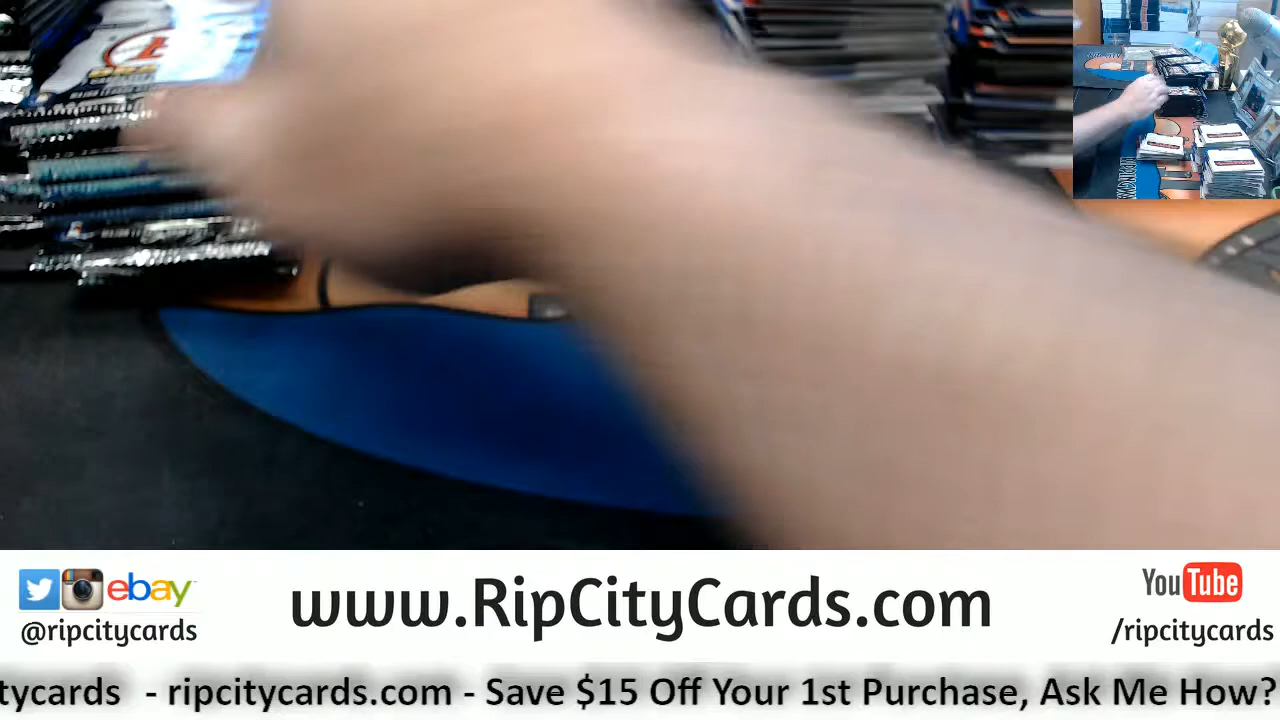 ebay
@ripcitycards
www.RipCityCards.com
YouTube
/ripcitycards
tycards - ripcitycards.com - Save $15 Off Your 1st Purchase, Ask Me How?